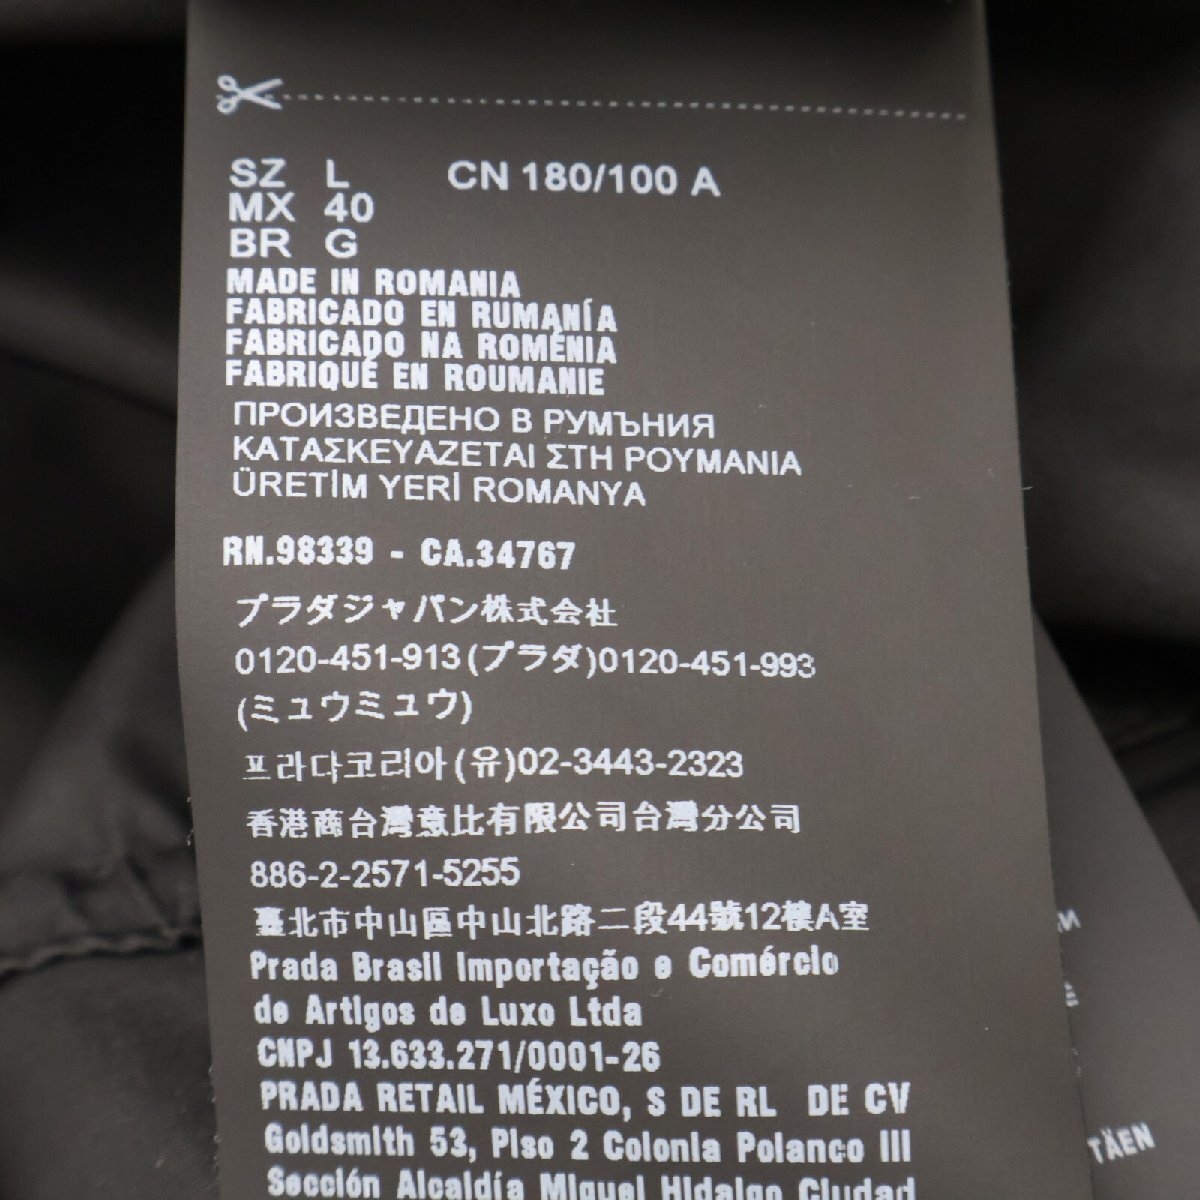 SZ L CN 180/100 A
MX 40
BR G
MADE IN ROMANIA
FABRICADO EN RUMANÍA
FABRICADO NA ROMÉNIA
FABRIQUÉ EN ROUMANIE
ПРОИЗВЕДЕНО В РУМЪНИЯ
ΚΑΤΑΣΚΕΥΑΖΕΤΑΙ ΣΤΗ ΡΟΥΜΑΝΙΑ
ÜRETİM YERİ ROMANYA
RN.98339 - CA.34767
プラダジャパン株式会社
0120-451-913(プラダ)0120-451-993
(ミュウミュウ)
프라다코리아(유)02-3443-2323
香港商台灣意比有限公司台灣分公司
886-2-2571-5255
臺北市中山區中山北路二段44號12樓A室
Prada Brasil Importação e Comércio
de Artigos de Luxo Ltda
CNPJ 13.633.271/0001-26
PRADA RETAIL MÉXICO, S DE RL DE CV
Goldsmith 53, Piso 2 Colonia Polanco III
Sección Alcaldía Miguel Hidalgo Ciudad
TÄEN